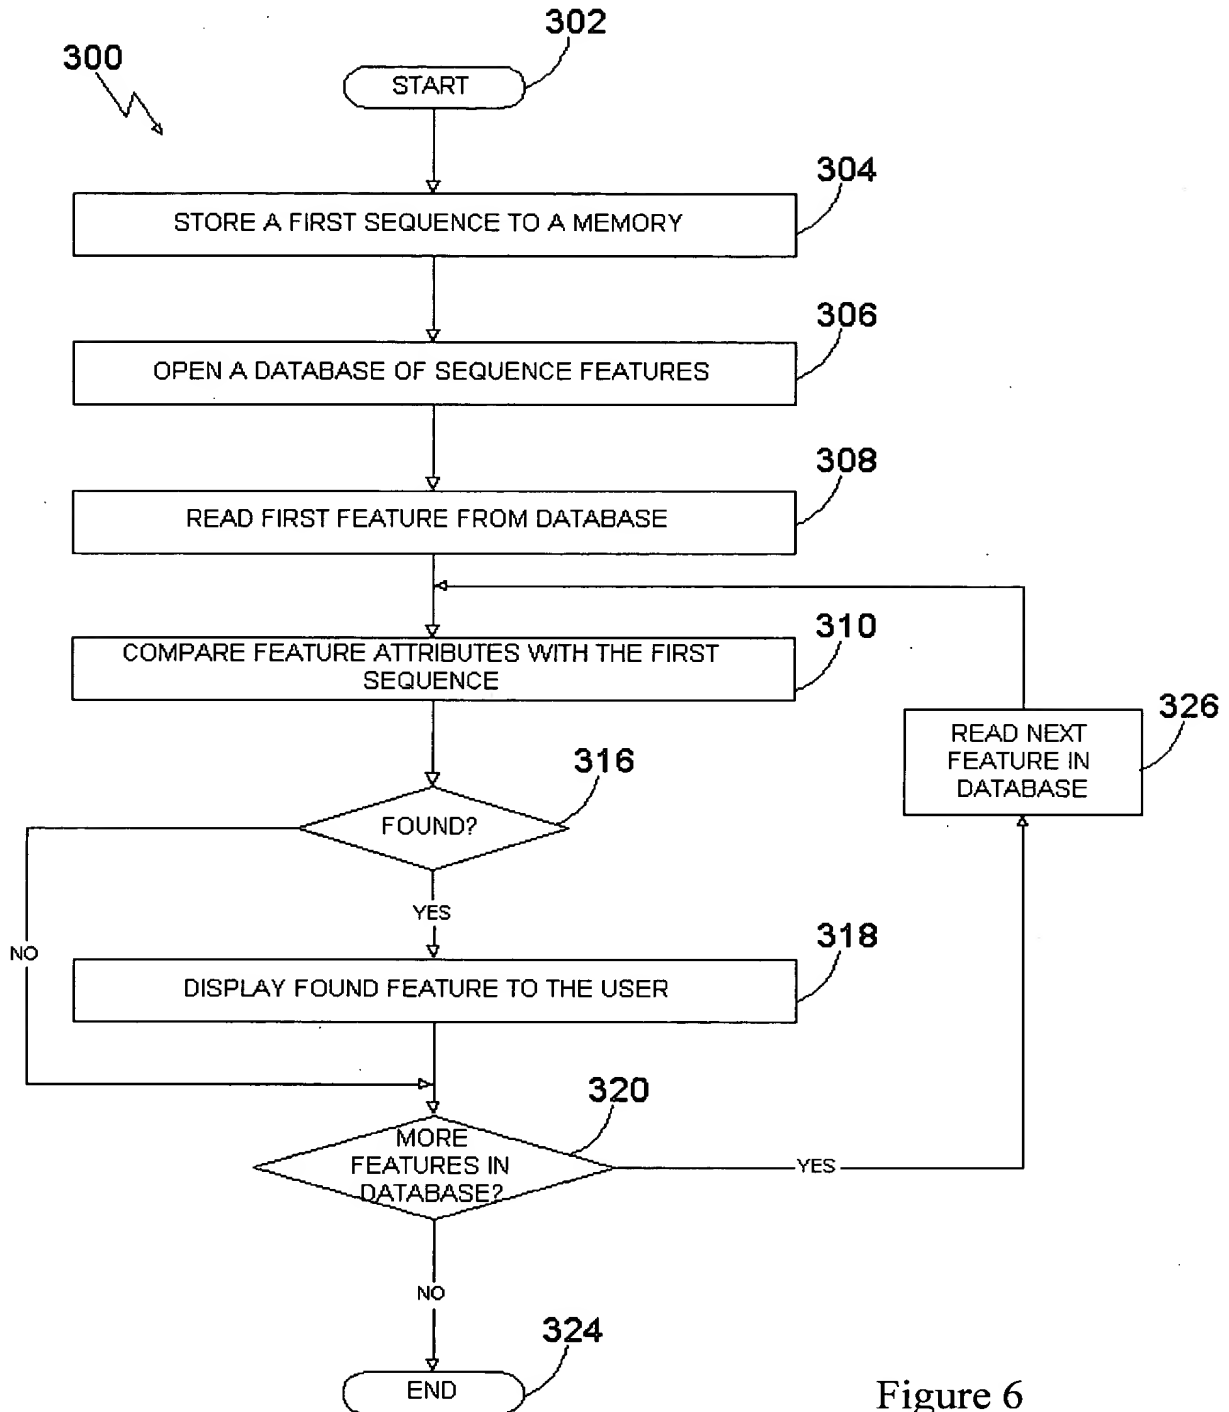 302
300
START
304
STORE A FIRST SEQUENCE TO A MEMORY
306
OPEN A DATABASE OF SEQUENCE FEATURES
308
READ FIRST FEATURE FROM DATABASE
310
COMPARE FEATURE ATTRIBUTES WITH THE FIRST
SEQUENCE
326
READ NEXT
FEATURE IN
DATABASE
316
FOUND?
YES
NO
318
DISPLAY FOUND FEATURE TO THE USER
320
MORE
FEATURES IN
DATABASE?
YES
NO
324
END
Figure 6